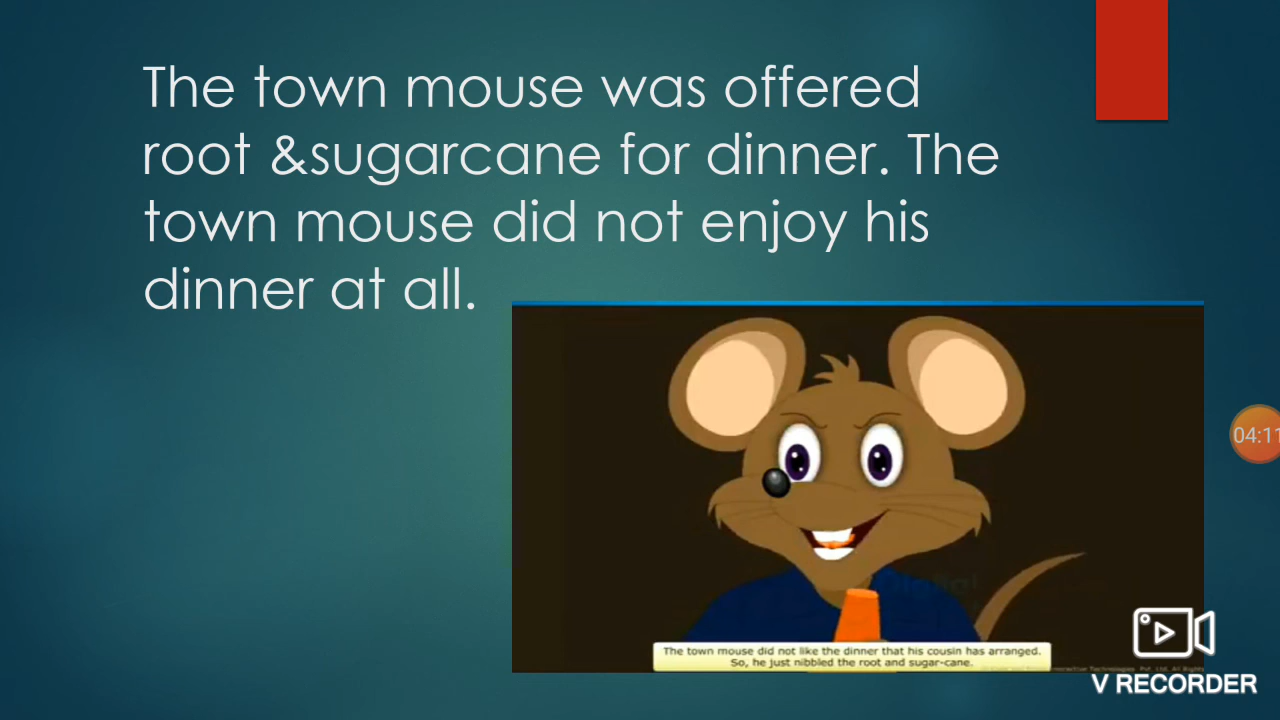 The town mouse was offered
root &sugarcane for dinner. The
town mouse did not enjoy his
dinner at all.
04:11
The town mouse did not like the dinner that his cousin has arranged.
So, he just nibbled the root and sugar-cane.
V RECORDER